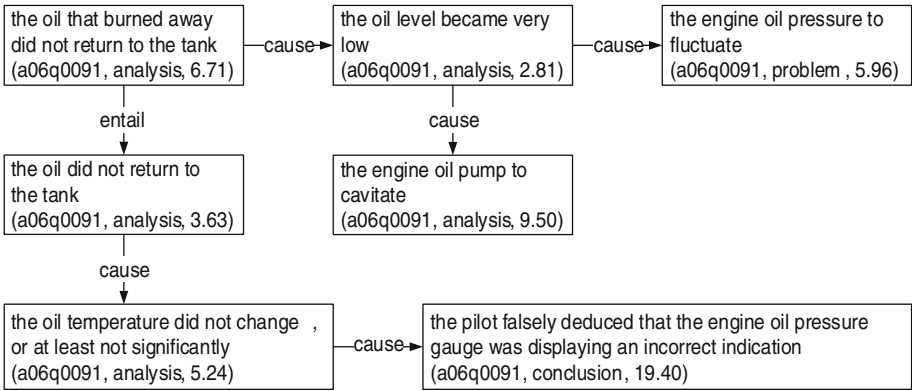 the oil that burned away
did not return to the tank
(a06q0091, analysis, 6.71)
cause
the oil level became very
low
(a06q0091, analysis, 2.81)
cause
the engine oil pressure to
fluctuate
(a06q0091, problem , 5.96)
entail
cause
the oil did not return to
the tank
(a06q0091, analysis, 3.63)
the engine oil pump to
cavitate
(a06q0091, analysis, 9.50)
cause
the oil temperature did not change ,
or at least not significantly
(a06q0091, analysis, 5.24)
cause
the pilot falsely deduced that the engine oil pressure
gauge was displaying an incorrect indication
(a06q0091, conclusion , 19.40)